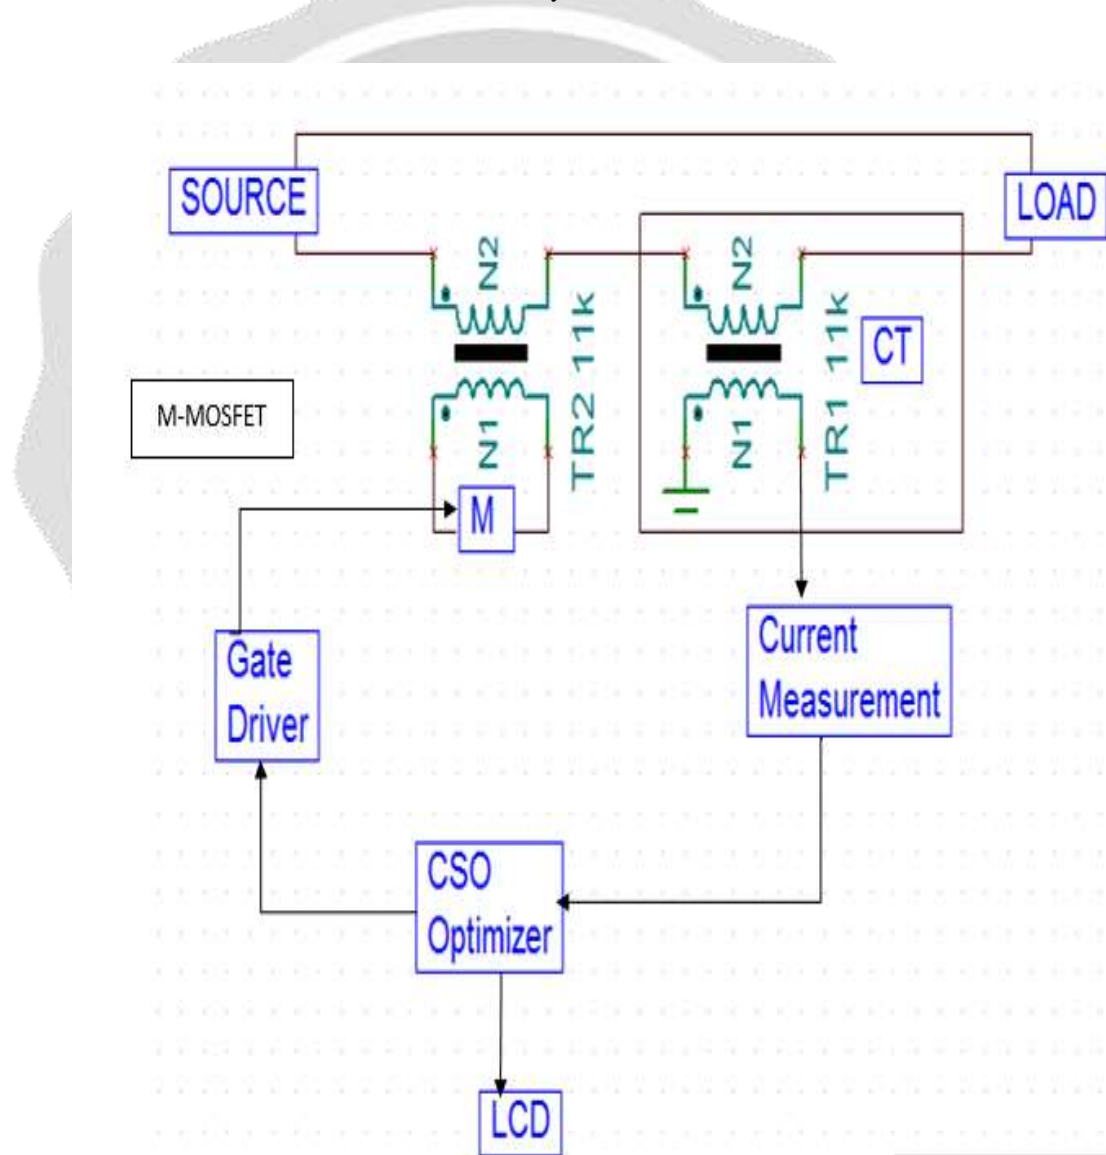 SOURCE
LOAD
N2
N2
TR2 11k
TR1 11k
CT
M-MOSFET
N1
N1
M
Gate
Driver
Current
Measurement
CSO
Optimizer
LCD